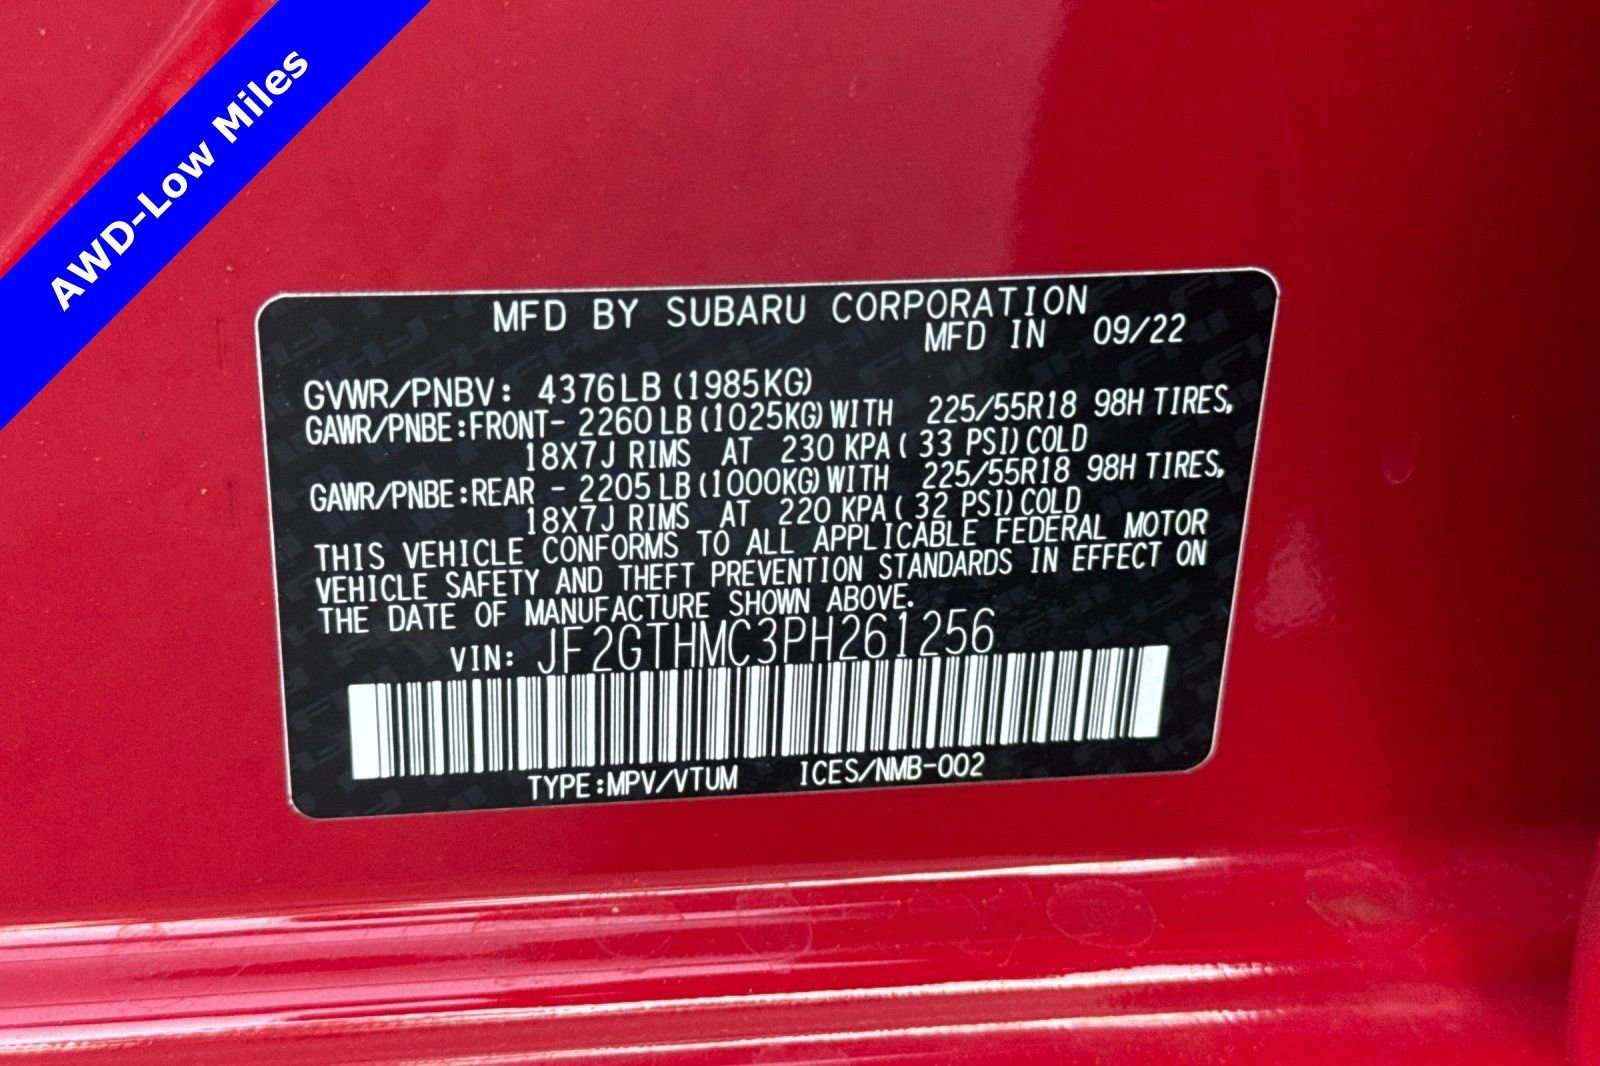 AWD-Low Miles
MFD BY SUBARU CORPORATION
MFD IN 09/22
GVWR/PNBV: 4376LB (1985KG)
GAWR/PNBE:FRONT- 2260LB (1025KG) WITH 225/55R18 98H TIRES,
18X7J RIMS AT 230 KPA ( 33 PSI) COLD
GAWR/PNBE:REAR - 2205LB (1000KG) WITH 225/55R18 98H TIRES,
18X7J RIMS AT 220 KPA ( 32 PSI) COLD
THIS VEHICLE CONFORMS TO ALL APPLICABLE FEDERAL MOTOR
VEHICLE SAFETY AND THEFT PREVENTION STANDARDS IN EFFECT ON
THE DATE OF MANUFACTURE SHOWN ABOVE.
VIN: JF2GTHMC3PH261256
TYPE:MPV/VTUM ICES/NMB-002